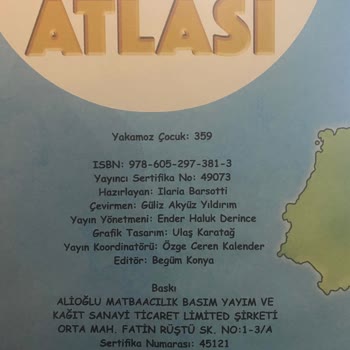 ATLASI
Yakamoz Çocuk: 359
ISBN: 978-605-297-381-3
Yayıncı Sertifika No: 49073
Hazırlayan: Ilaria Barsotti
Çevirmen: Güliz Akyüz Yıldırım
Yayın Yönetmeni: Ender Haluk Derince
Grafik Tasarım: Ulaş Karatağ
Yayın Koordinatörü: Özge Ceren Kalender
Editör: Begüm Konya
Baskı
ALİOĞLU MATBAACILIK BASIM YAYIM VE
KAĞIT SANAYİ TİCARET LİMİTED ŞİRKETİ
ORTA MAH. FATİN RÜŞTÜ SK. NO:1-3/A
Sertifika Numarası: 45121